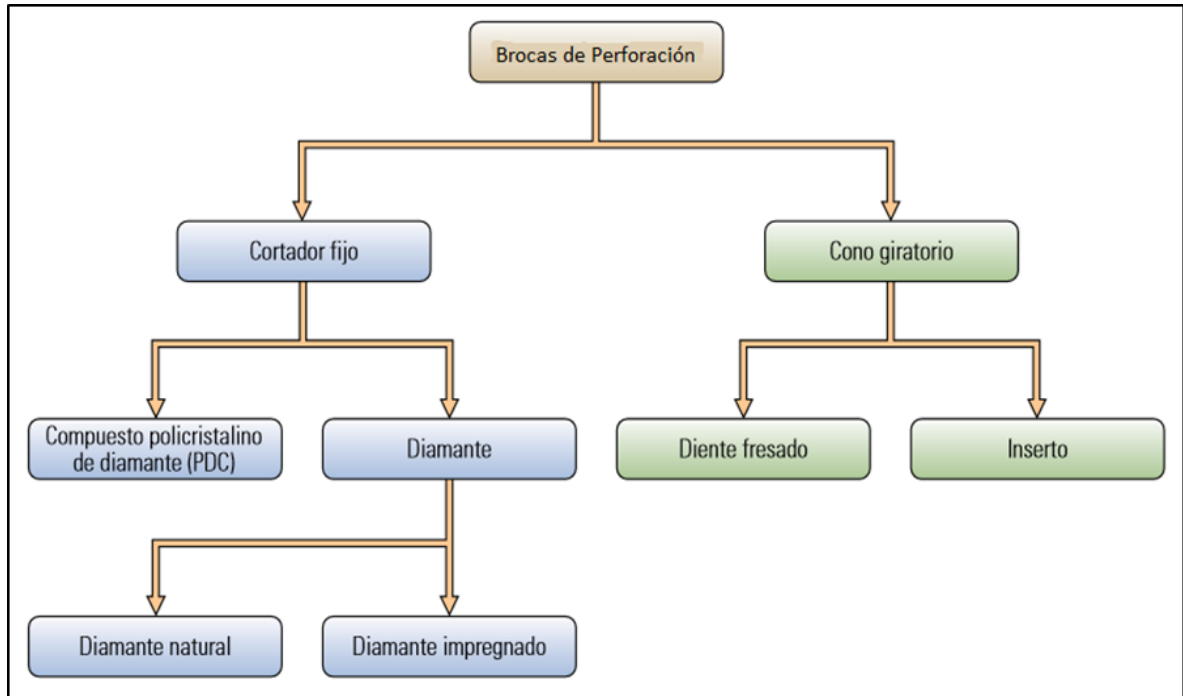 Brocas de Perforación
Cortador fijo
Cono giratorio
Compuesto policristalino
de diamante (PDC)
Diamante
Diente fresado
Inserto
Diamante natural
Diamante impregnado